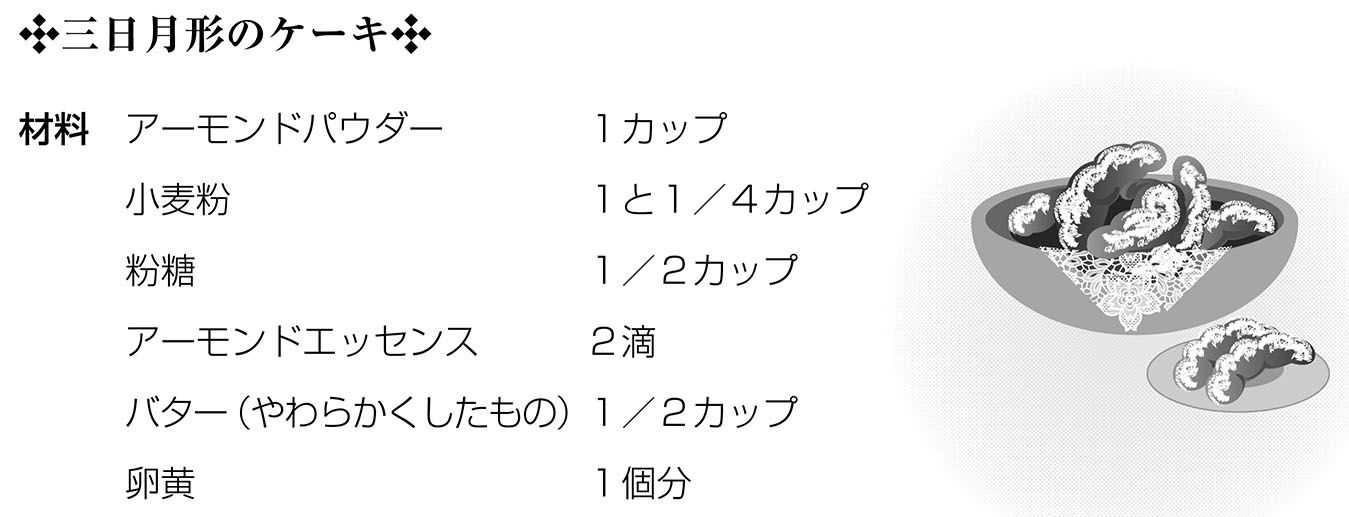 三日月形のケーキ
材料 アーモンドパウダー 1カップ
小麦粉 1と1/4カップ
粉糖 1/2カップ
アーモンドエッセンス 2滴
バター(やわらかくしたもの) 1/2カップ
卵黄 1個分